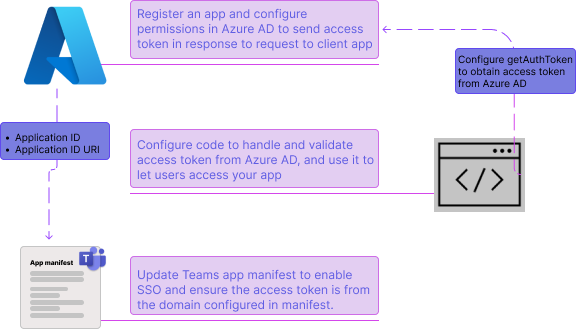 Register an app and configure
permissions in Azure AD to send access
token in response to request to client app
Configure getAuthToken
to obtain access token
from Azure AD
• Application ID
• Application ID URI
Configure code to handle and validate
access token from Azure AD, and use it to
let users access your app
</>
App manifest
T
Update Teams app manifest to enable
SSO and ensure the access token is from
the domain configured in manifest.